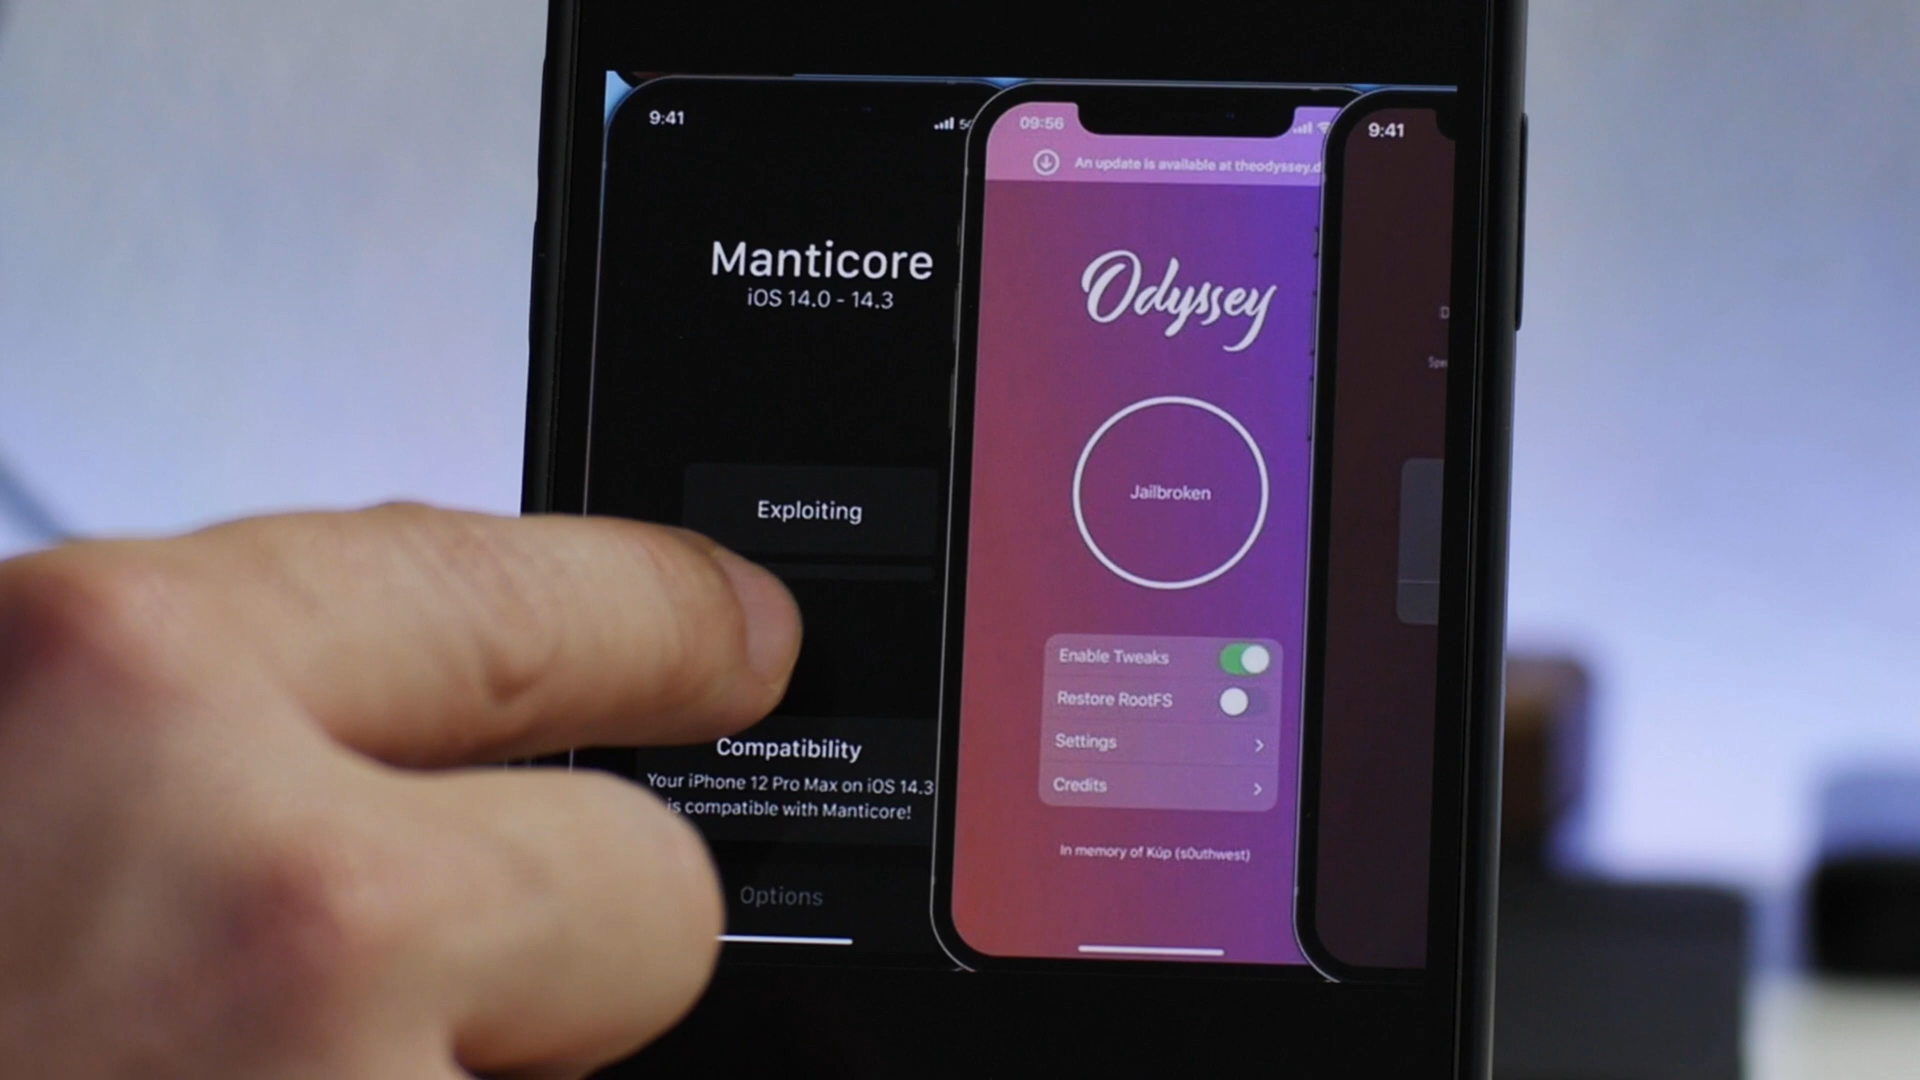 9:41
Manticore
iOS 14.0 - 14.3
Exploiting
Compatibility
Your iPhone 12 Pro Max on iOS 14.3
is compatible with Manticore!
Options
09:56
An update is available at theodyssey.d
Odyssey
Jailbroken
Enable Tweaks
Restore RootFS
Settings
Credits
In memory of Kúp (s0uthwest)
9:41